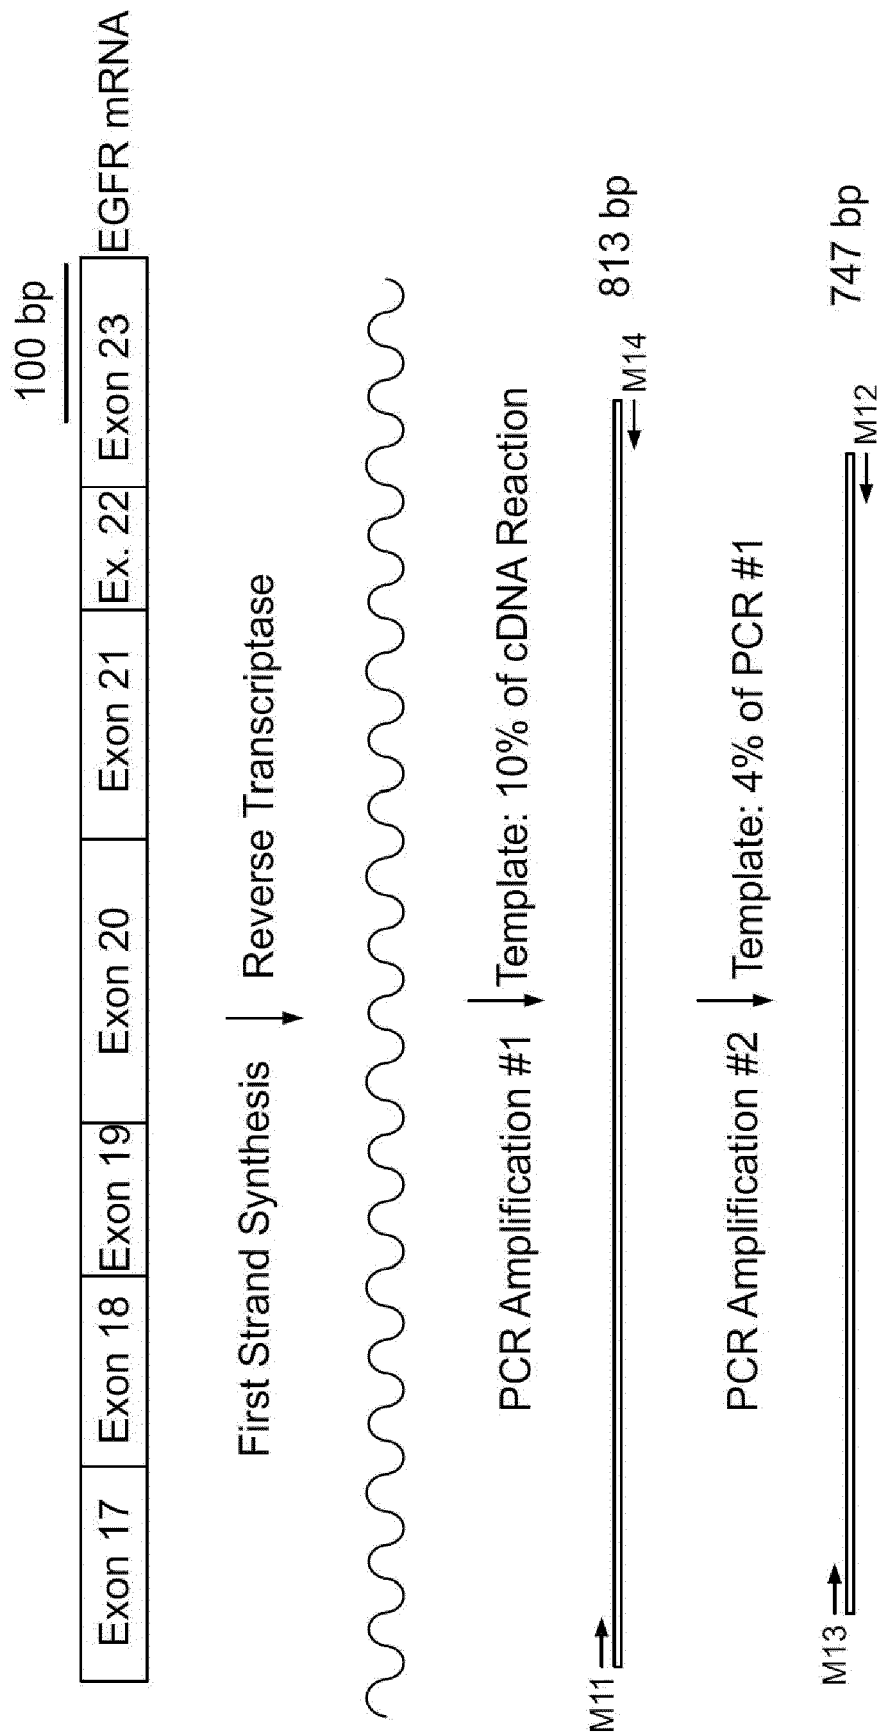 100 bp
Exon 17 Exon 18 Exon 19 Exon 20 Exon 21 Ex. 22 Exon 23 EGFR mRNA
First Strand Synthesis Reverse Transcriptase
PCR Amplification #1 Template: 10% of cDNA Reaction
M11
813 bp
M14
PCR Amplification #2 Template: 4% of PCR #1
M13
747 bp
M12